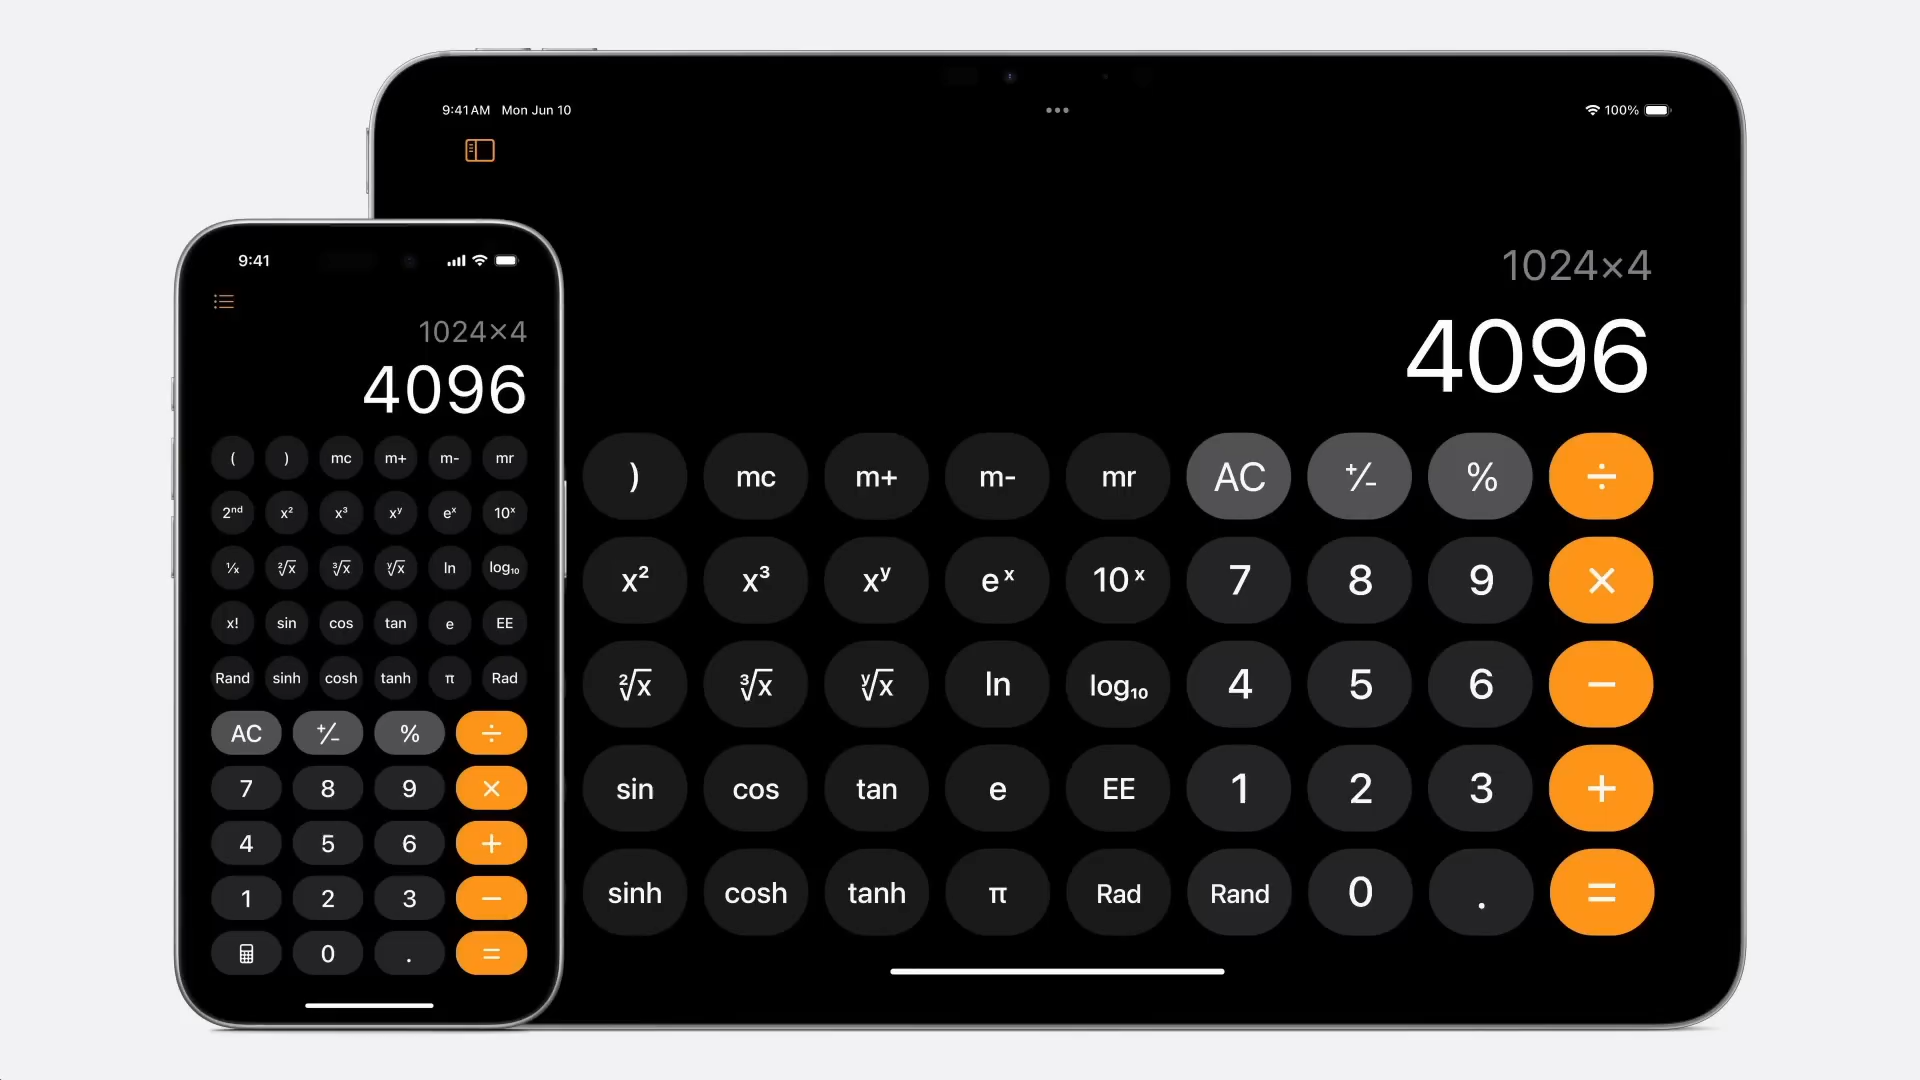 9:41 AM Mon Jun 10
100%
1024×4
4096
) mc m+ m- mr AC +/- % ÷
x² x³ xʸ eˣ 10ˣ 7 8 9 ×
²√x ³√x ʸ√x ln log₁₀ 4 5 6 −
sin cos tan e EE 1 2 3 +
sinh cosh tanh π Rad Rand 0 . =
9:41
1024×4
4096
( ) mc m+ m- mr
2ⁿᵈ x² x³ xʸ eˣ 10ˣ
¹⁄x ²√x ³√x ʸ√x ln log₁₀
x! sin cos tan e EE
Rand sinh cosh tanh π Rad
AC +/- % ÷
7 8 9 ×
4 5 6 +
1 2 3 −
0 . =